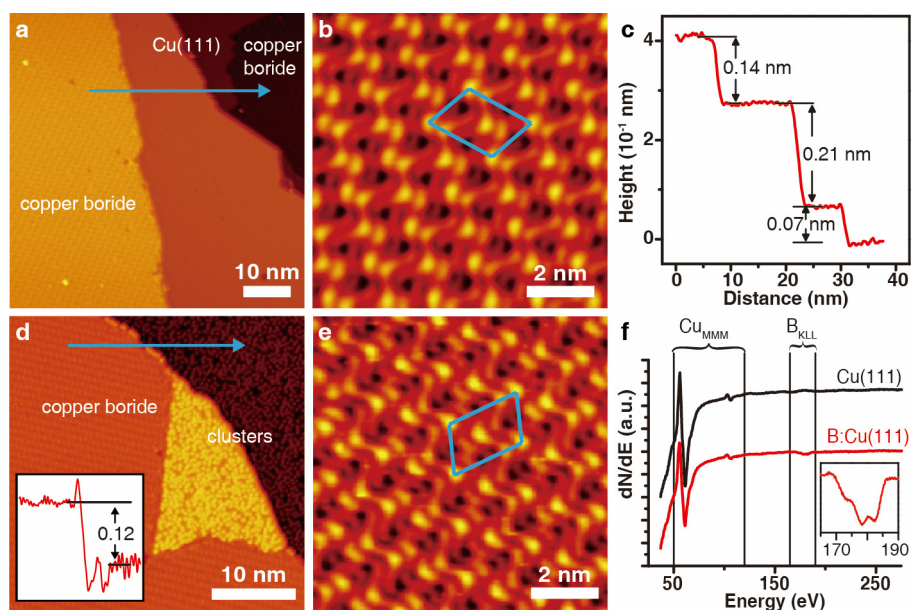 a
Cu(111)
copper
boride
copper boride
10 nm
b
2 nm
c
Height (10⁻¹ nm)
4
2
0
0.14 nm
0.21 nm
0.07 nm
0 10 20 30 40
Distance (nm)
d
copper boride
clusters
0.12
10 nm
e
2 nm
f
Cu_MMM
B_KLL
Cu(111)
B:Cu(111)
dN/dE (a.u.)
170 190
50 150 250
Energy (eV)